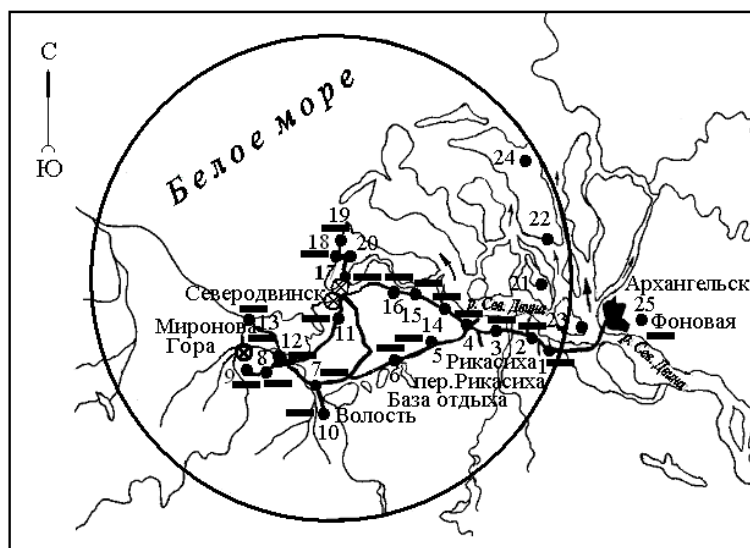 С
Ю
Белое море
24
19
18
20
22
17
21
Северодвинск
Архангельск
р. Сев. Двина
25
Миронова
Гора
13
16
15
23
Фоновая
12
11
14
4
3
2
1
р. Сев. Двина
9
8
7
6
5
Рикасиха
пер.Рикасиха
База отдыха
Волость
10